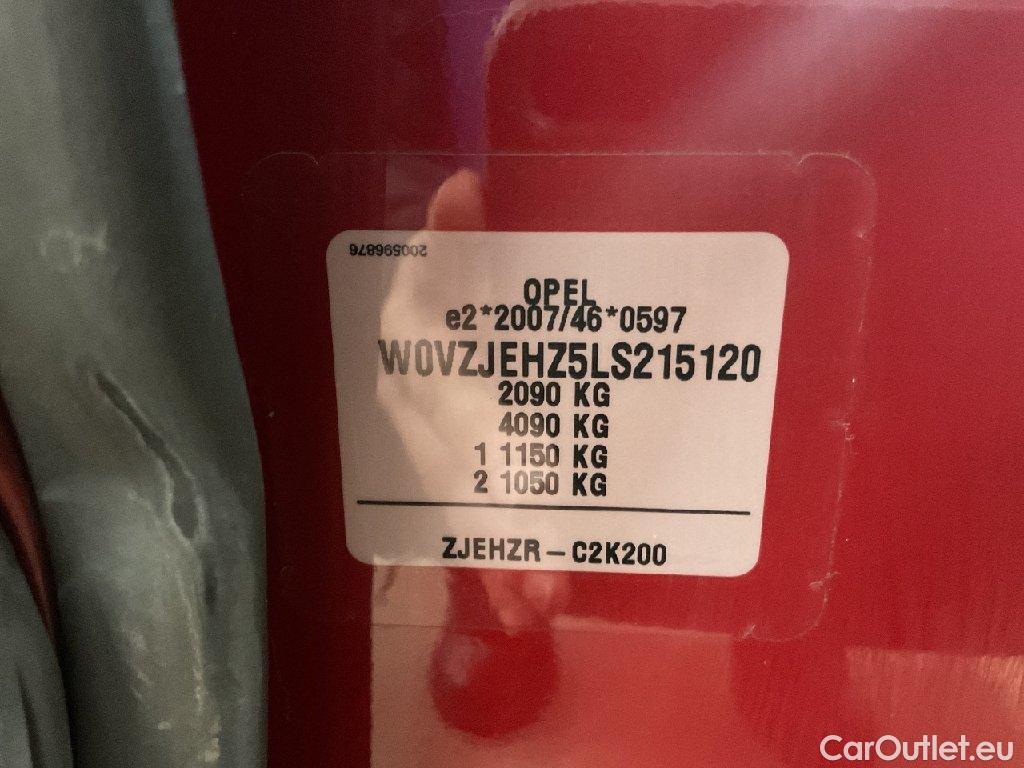 200596876
OPEL
e2*2007/46*0597
W0VZJEHZ5LS215120
2090 KG
4090 KG
1 1150 KG
2 1050 KG
ZJEHZR - C2K200
CarOutlet.eu